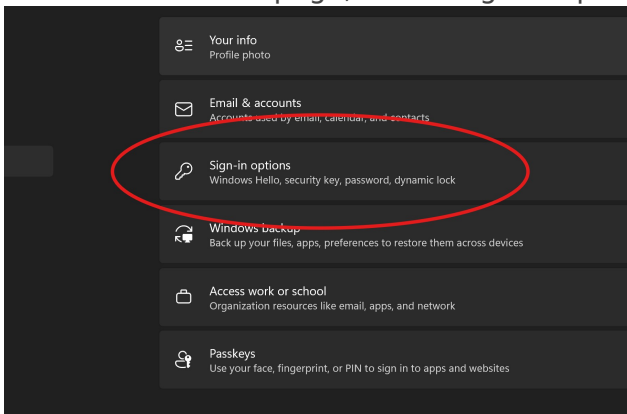 Your info
Profile photo
Email & accounts
Accounts used by email, calendar, and contacts
Sign-in options
Windows Hello, security key, password, dynamic lock
Windows backup
Back up your files, apps, preferences to restore them across devices
Access work or school
Organization resources like email, apps, and network
Passkeys
Use your face, fingerprint, or PIN to sign in to apps and websites